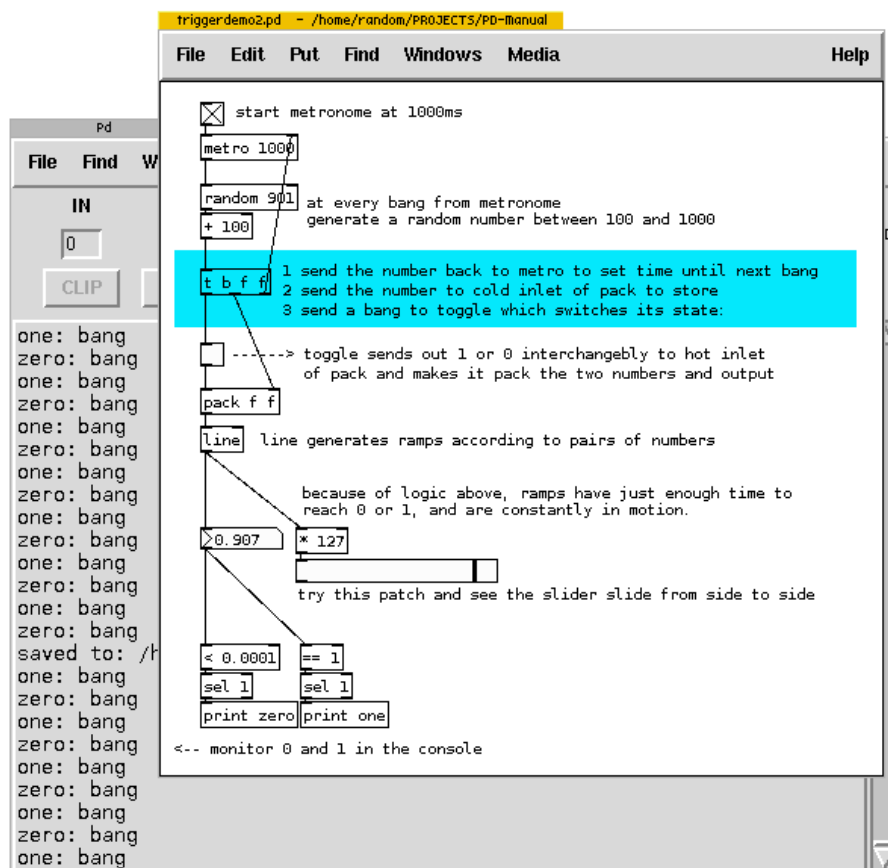 triggerdemo2.pd - /home/random/PROJECTS/PD-Manual
File Edit Put Find Windows Media Help
start metronome at 1000ms
metro 1000
random 901
at every bang from metronome
generate a random number between 100 and 1000
+ 100
t b f f
1 send the number back to metro to set time until next bang
2 send the number to cold inlet of pack to store
3 send a bang to toggle which switches its state:
------> toggle sends out 1 or 0 interchangebly to hot inlet
of pack and makes it pack the two numbers and output
pack f f
line
line generates ramps according to pairs of numbers
because of logic above, ramps have just enough time to
reach 0 or 1, and are constantly in motion.
0.907
* 127
try this patch and see the slider slide from side to side
< 0.0001
== 1
sel 1
sel 1
print zero
print one
<-- monitor 0 and 1 in the console
Pd
File Find W
IN
0
CLIP
one: bang
zero: bang
one: bang
zero: bang
one: bang
zero: bang
one: bang
zero: bang
one: bang
zero: bang
one: bang
zero: bang
one: bang
zero: bang
saved to: /h
one: bang
zero: bang
one: bang
zero: bang
one: bang
zero: bang
one: bang
zero: bang
one: bang